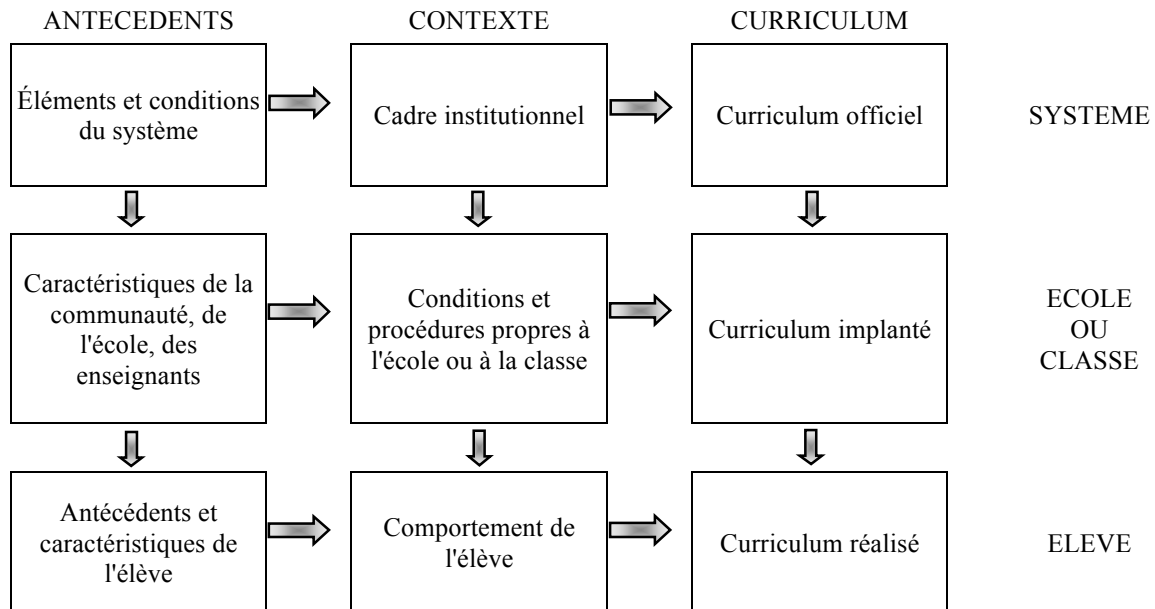 ANTECEDENTS
CONTEXTE
CURRICULUM
Éléments et conditions
du système
Cadre institutionnel
Curriculum officiel
SYSTEME
Caractéristiques de la
communauté, de
l'école, des
enseignants
Conditions et
procédures propres à
l'école ou à la classe
Curriculum implanté
ECOLE
OU
CLASSE
Antécédents et
caractéristiques de
l'élève
Comportement de
l'élève
Curriculum réalisé
ELEVE